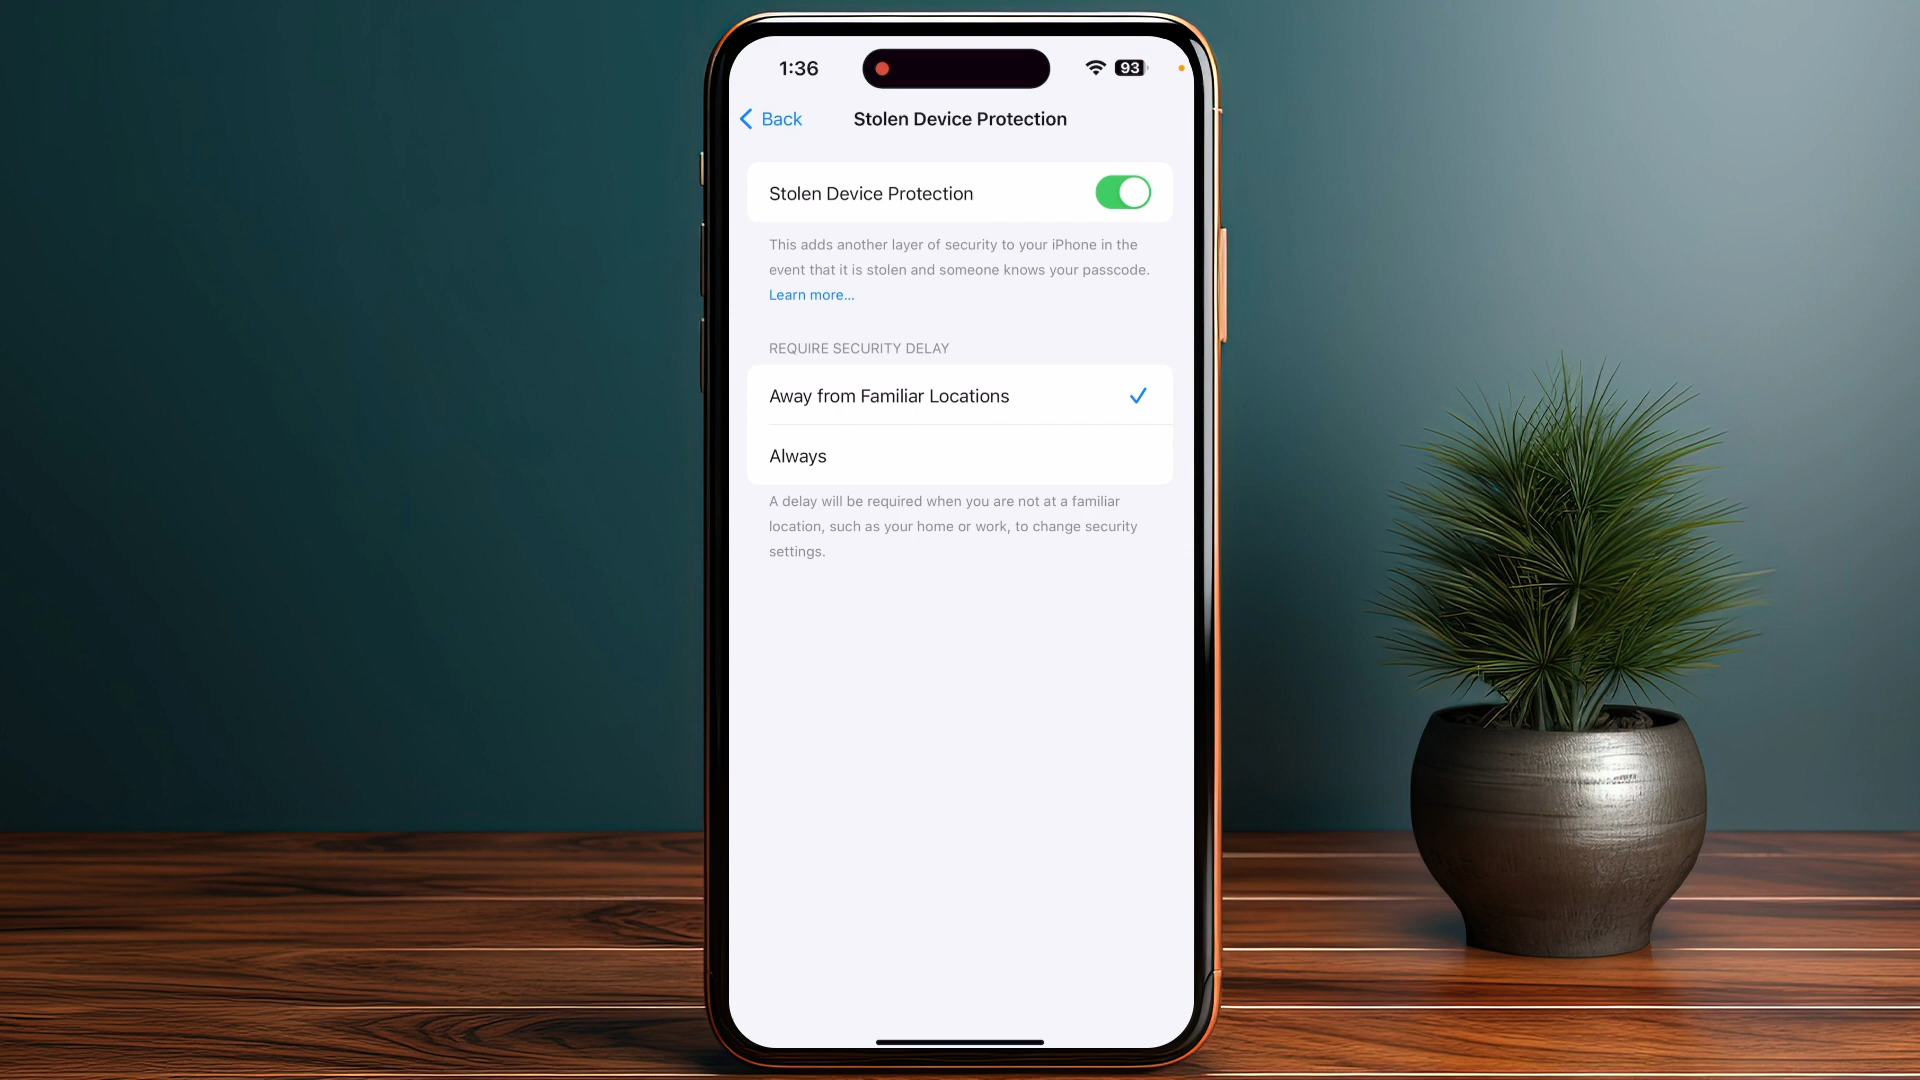 1:36
93
Back
Stolen Device Protection
Stolen Device Protection
This adds another layer of security to your iPhone in the
event that it is stolen and someone knows your passcode.
Learn more...
REQUIRE SECURITY DELAY
Away from Familiar Locations
Always
A delay will be required when you are not at a familiar
location, such as your home or work, to change security
settings.